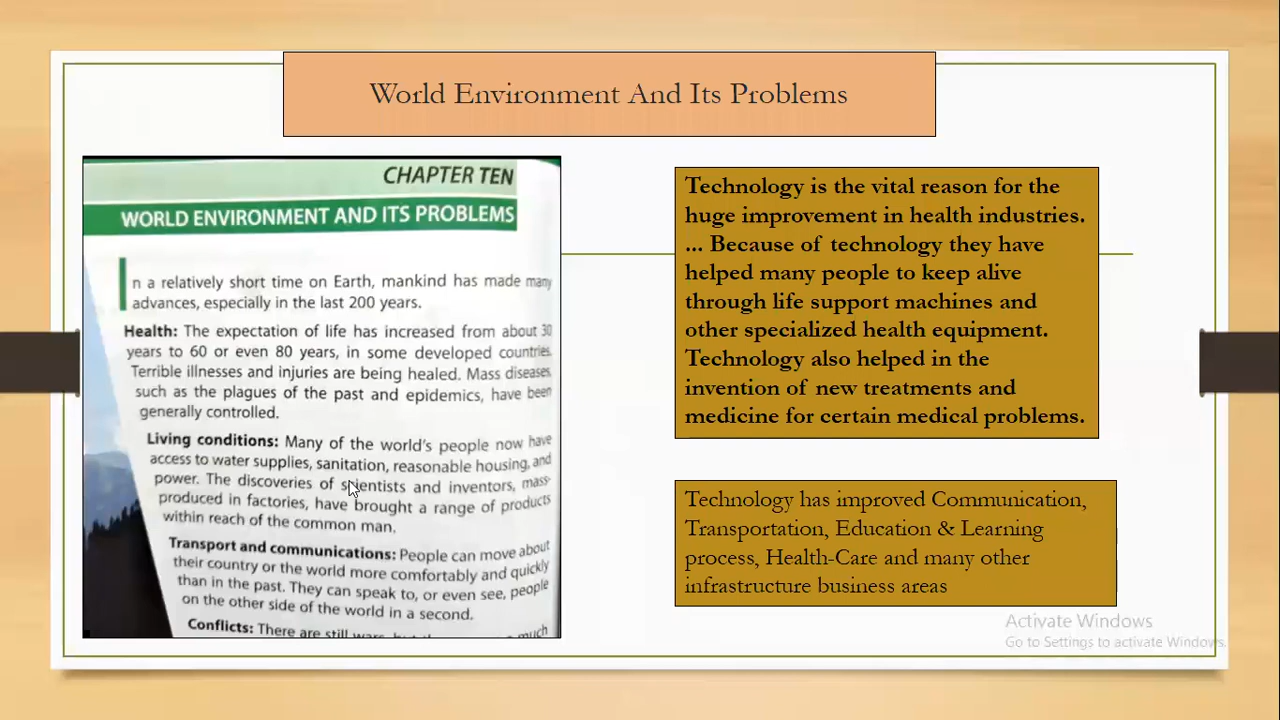 World Environment And Its Problems
CHAPTER TEN
WORLD ENVIRONMENT AND ITS PROBLEMS
In a relatively short time on Earth, mankind has made many
advances, especially in the last 200 years.
Health: The expectation of life has increased from about 30
years to 60 or even 80 years, in some developed countries.
Terrible illnesses and injuries are being healed. Mass diseases,
such as the plagues of the past and epidemics, have been
generally controlled.
Living conditions: Many of the world's people now have
access to water supplies, sanitation, reasonable housing, and
power. The discoveries of scientists and inventors, mass-
produced in factories, have brought a range of products
within reach of the common man.
Transport and communications: People can move about
their country or the world more comfortably and quickly
than in the past. They can speak to, or even see, people
on the other side of the world in a second.
Conflicts: There are still wars, but much
Technology is the vital reason for the
huge improvement in health industries.
... Because of technology they have
helped many people to keep alive
through life support machines and
other specialized health equipment.
Technology also helped in the
invention of new treatments and
medicine for certain medical problems.
Technology has improved Communication,
Transportation, Education & Learning
process, Health-Care and many other
infrastructure business areas
Activate Windows
Go to Settings to activate Windows.